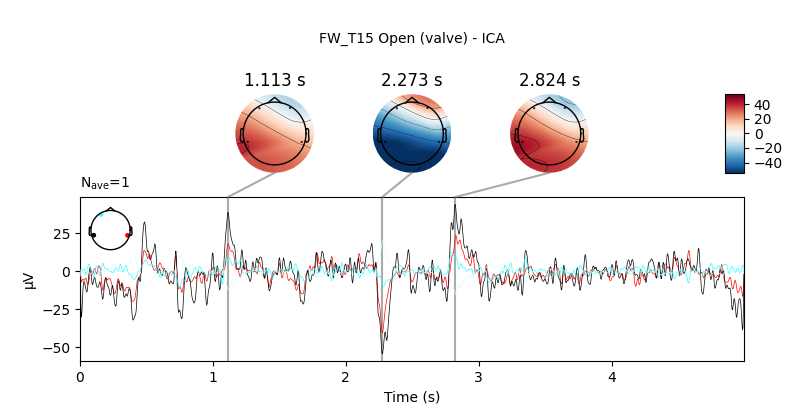 FW_T15 Open (valve) - ICA
1.113 s 2.273 s 2.824 s
40
20
0
−20
−40
Nave=1
25
0
−25
−50
µV
0 1 2 3 4
Time (s)